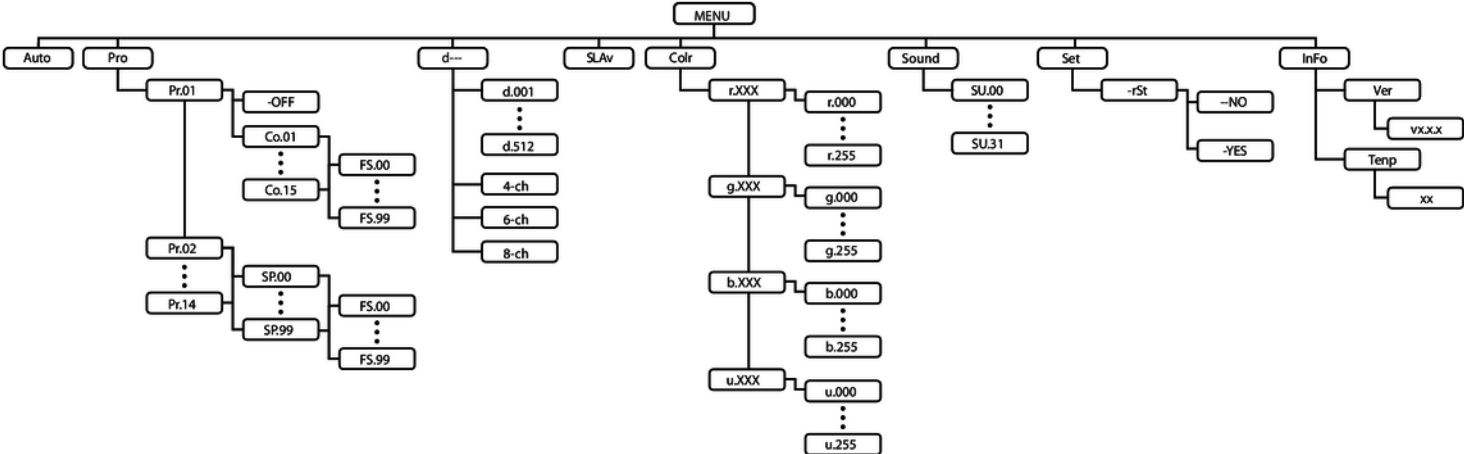 MENU
Auto
Pro
d---
SLAv
Colr
Sound
Set
InFo
Pr.01
-OFF
Co.01
Co.15
FS.00
FS.99
Pr.02
Pr.14
SP.00
SP.99
FS.00
FS.99
d.001
d.512
4-ch
6-ch
8-ch
r.XXX
r.000
r.255
g.XXX
g.000
g.255
b.XXX
b.000
b.255
u.XXX
u.000
u.255
SU.00
SU.31
-rSt
--NO
-YES
Ver
vx.x.x
Tenp
xx